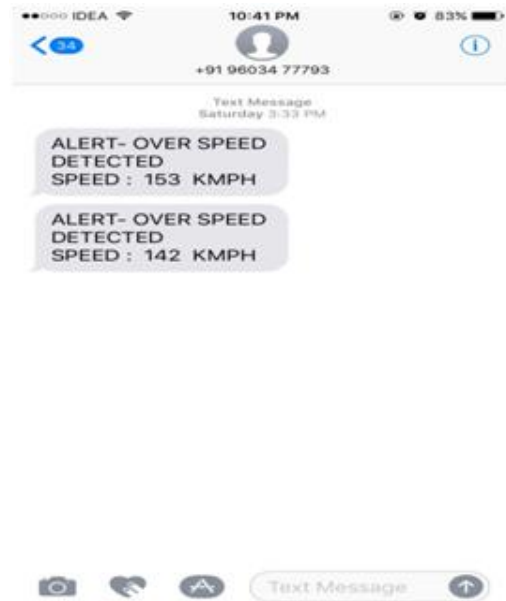 IDEA 10:41 PM 83%
34
+91 96034 77793
Text Message
Saturday 3:33 PM
ALERT- OVER SPEED
DETECTED
SPEED : 153 KMPH
ALERT- OVER SPEED
DETECTED
SPEED : 142 KMPH
Text Message